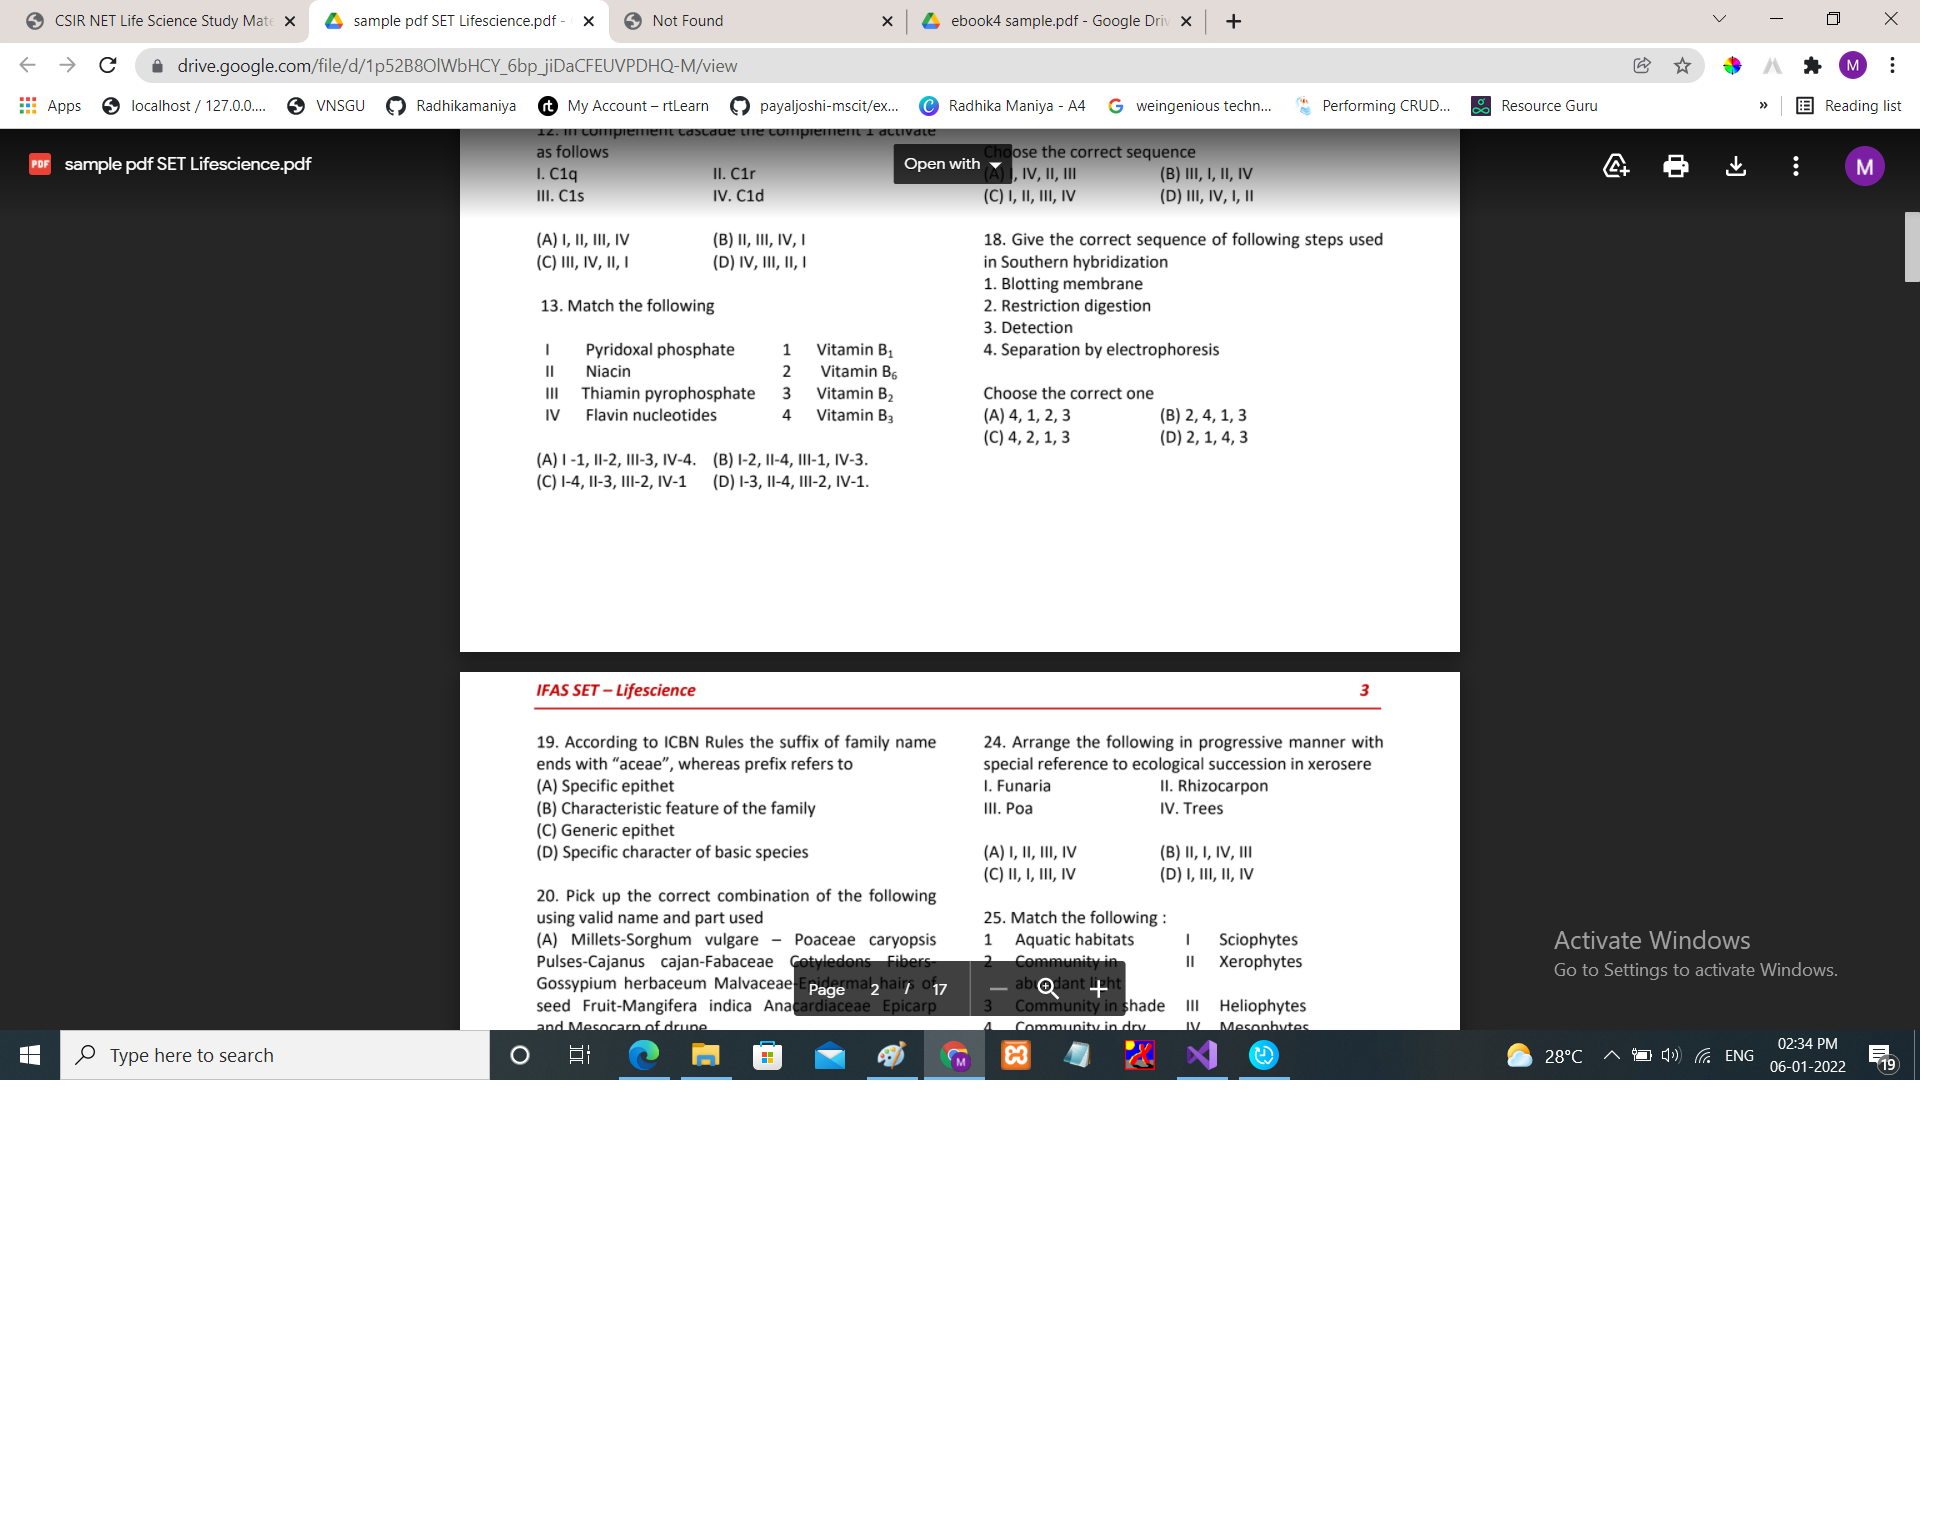 CSIR NET Life Science Study Mate
sample pdf SET Lifescience.pdf -
Not Found
ebook4 sample.pdf - Google Driv
drive.google.com/file/d/1p52B8OlWbHCY_6bp_jiDaCFEUVPDHQ-M/view
M
Apps
localhost / 127.0.0....
VNSGU
Radhikamaniya
rt My Account – rtLearn
payaljoshi-mscit/ex...
Radhika Maniya - A4
weingenious techn...
Performing CRUD...
Resource Guru
»
Reading list
PDF sample pdf SET Lifescience.pdf
Open with
M
12. In complement cascade the complement 1 activate
as follows
I. C1q II. C1r
III. C1s IV. C1d
(A) I, II, III, IV (B) II, III, IV, I
(C) III, IV, II, I (D) IV, III, II, I
13. Match the following
I Pyridoxal phosphate 1 Vitamin B₁
II Niacin 2 Vitamin B₆
III Thiamin pyrophosphate 3 Vitamin B₂
IV Flavin nucleotides 4 Vitamin B₃
(A) I -1, II-2, III-3, IV-4. (B) I-2, II-4, III-1, IV-3.
(C) I-4, II-3, III-2, IV-1 (D) I-3, II-4, III-2, IV-1.
Choose the correct sequence
(A) I, IV, II, III (B) III, I, II, IV
(C) I, II, III, IV (D) III, IV, I, II
18. Give the correct sequence of following steps used
in Southern hybridization
1. Blotting membrane
2. Restriction digestion
3. Detection
4. Separation by electrophoresis
Choose the correct one
(A) 4, 1, 2, 3 (B) 2, 4, 1, 3
(C) 4, 2, 1, 3 (D) 2, 1, 4, 3
IFAS SET – Lifescience 3
19. According to ICBN Rules the suffix of family name
ends with “aceae”, whereas prefix refers to
(A) Specific epithet
(B) Characteristic feature of the family
(C) Generic epithet
(D) Specific character of basic species
20. Pick up the correct combination of the following
using valid name and part used
(A) Millets-Sorghum vulgare – Poaceae caryopsis
Pulses-Cajanus cajan-Fabaceae Cotyledons Fibers-
Gossypium herbaceum Malvaceae-Epidermal hairs of
seed Fruit-Mangifera indica Anacardiaceae Epicarp
and Mesocarp of drupe
24. Arrange the following in progressive manner with
special reference to ecological succession in xerosere
I. Funaria II. Rhizocarpon
III. Poa IV. Trees
(A) I, II, III, IV (B) II, I, IV, III
(C) II, I, III, IV (D) I, III, II, IV
25. Match the following :
1 Aquatic habitats I Sciophytes
2 Community in II Xerophytes
abundant light
3 Community in shade III Heliophytes
4 Community in dry IV Mesophytes
Page 2 / 17
Activate Windows
Go to Settings to activate Windows.
Type here to search
M
28°C
ENG
02:34 PM
06-01-2022
19